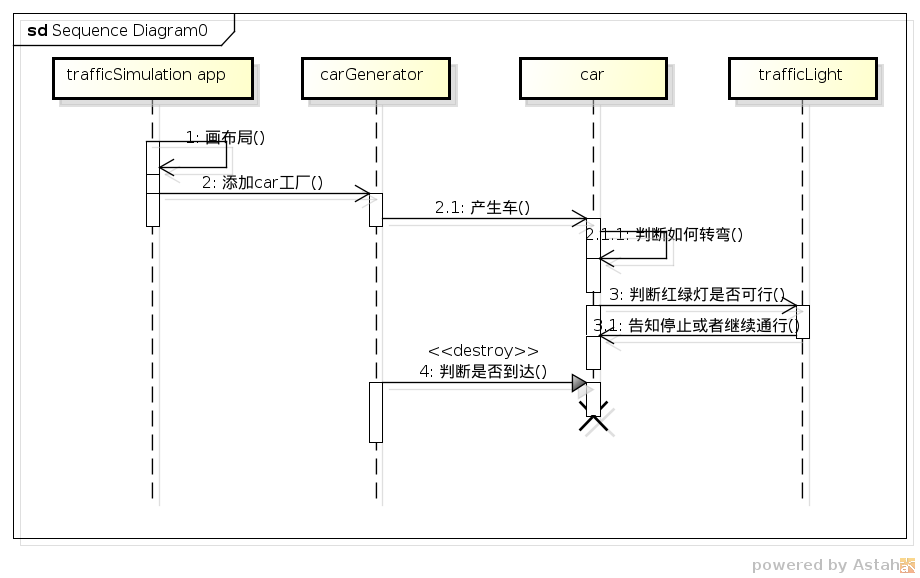 sd Sequence Diagram0
trafficSimulation app
carGenerator
car
trafficLight
1: 画布局()
2: 添加car工厂()
2.1: 产生车()
2.1.1: 判断如何转弯()
3: 判断红绿灯是否可行()
3.1: 告知停止或者继续通行()
<<destroy>>
4: 判断是否到达()
powered by Astah